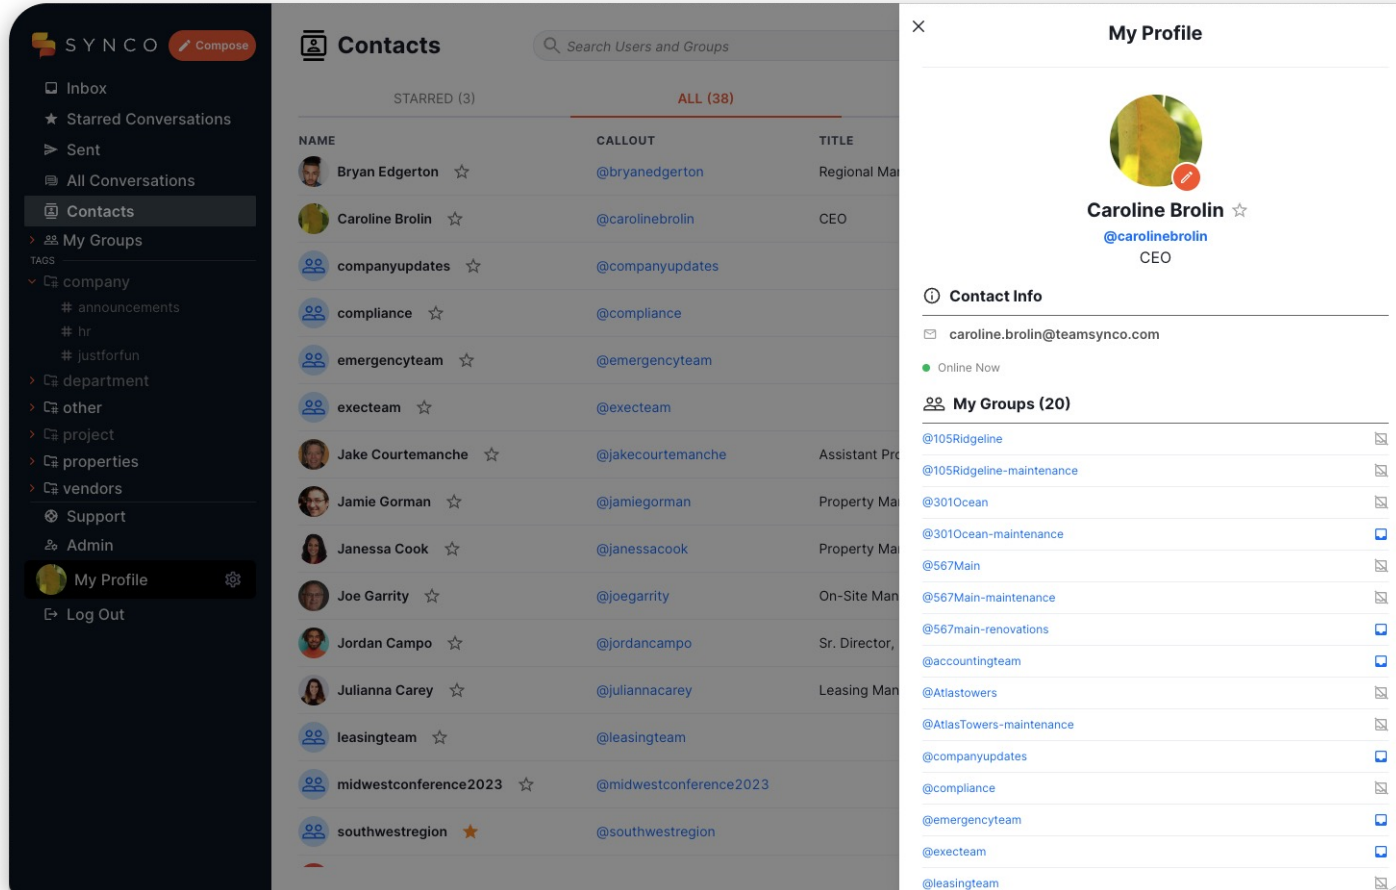 SYNCO
Compose
Inbox
Starred Conversations
Sent
All Conversations
Contacts
My Groups
TAGS
company
# announcements
# hr
# justforfun
department
other
project
properties
vendors
Support
Admin
My Profile
Log Out
Contacts
Search Users and Groups
STARRED (3)
ALL (38)
NAME CALLOUT TITLE
Bryan Edgerton @bryanedgerton Regional Mar
Caroline Brolin @carolinebrolin CEO
companyupdates @companyupdates
compliance @compliance
emergencyteam @emergencyteam
execteam @execteam
Jake Courtemanche @jakecourtemanche Assistant Pro
Jamie Gorman @jamiegorman Property Mar
Janessa Cook @janessacook Property Mar
Joe Garrity @joegarrity On-Site Man
Jordan Campo @jordancampo Sr. Director,
Julianna Carey @juliannacarey Leasing Man
leasingteam @leasingteam
midwestconference2023 @midwestconference2023
southwestregion @southwestregion
My Profile
Caroline Brolin
@carolinebrolin
CEO
Contact Info
caroline.brolin@teamsynco.com
Online Now
My Groups (20)
@105Ridgeline
@105Ridgeline-maintenance
@301Ocean
@301Ocean-maintenance
@567Main
@567Main-maintenance
@567main-renovations
@accountingteam
@Atlastowers
@AtlasTowers-maintenance
@companyupdates
@compliance
@emergencyteam
@execteam
@leasingteam